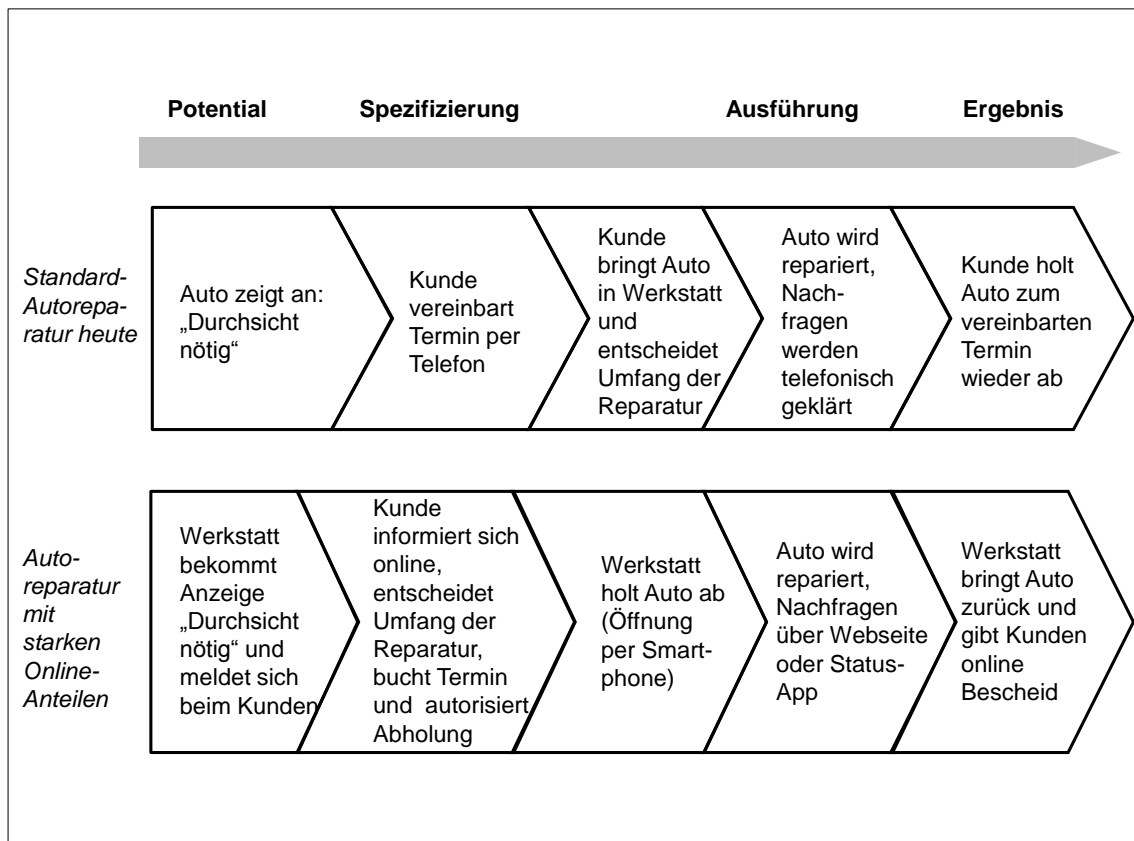 Potential Spezifizierung Ausführung Ergebnis
Standard-
Autorepa-
ratur heute
Auto zeigt an:
„Durchsicht
nötig“
Kunde
vereinbart
Termin per
Telefon
Kunde
bringt Auto
in Werkstatt
und
entscheidet
Umfang der
Reparatur
Auto wird
repariert,
Nach-
fragen
werden
telefonisch
geklärt
Kunde holt
Auto zum
vereinbarten
Termin
wieder ab
Auto-
reparatur
mit
starken
Online-
Anteilen
Werkstatt
bekommt
Anzeige
„Durchsicht
nötig“ und
meldet sich
beim Kunden
Kunde
informiert sich
online,
entscheidet
Umfang der
Reparatur,
bucht Termin
und autorisiert
Abholung
Werkstatt
holt Auto ab
(Öffnung
per Smart-
phone)
Auto wird
repariert,
Nachfragen
über Webseite
oder Status-
App
Werkstatt
bringt Auto
zurück und
gibt Kunden
online
Bescheid